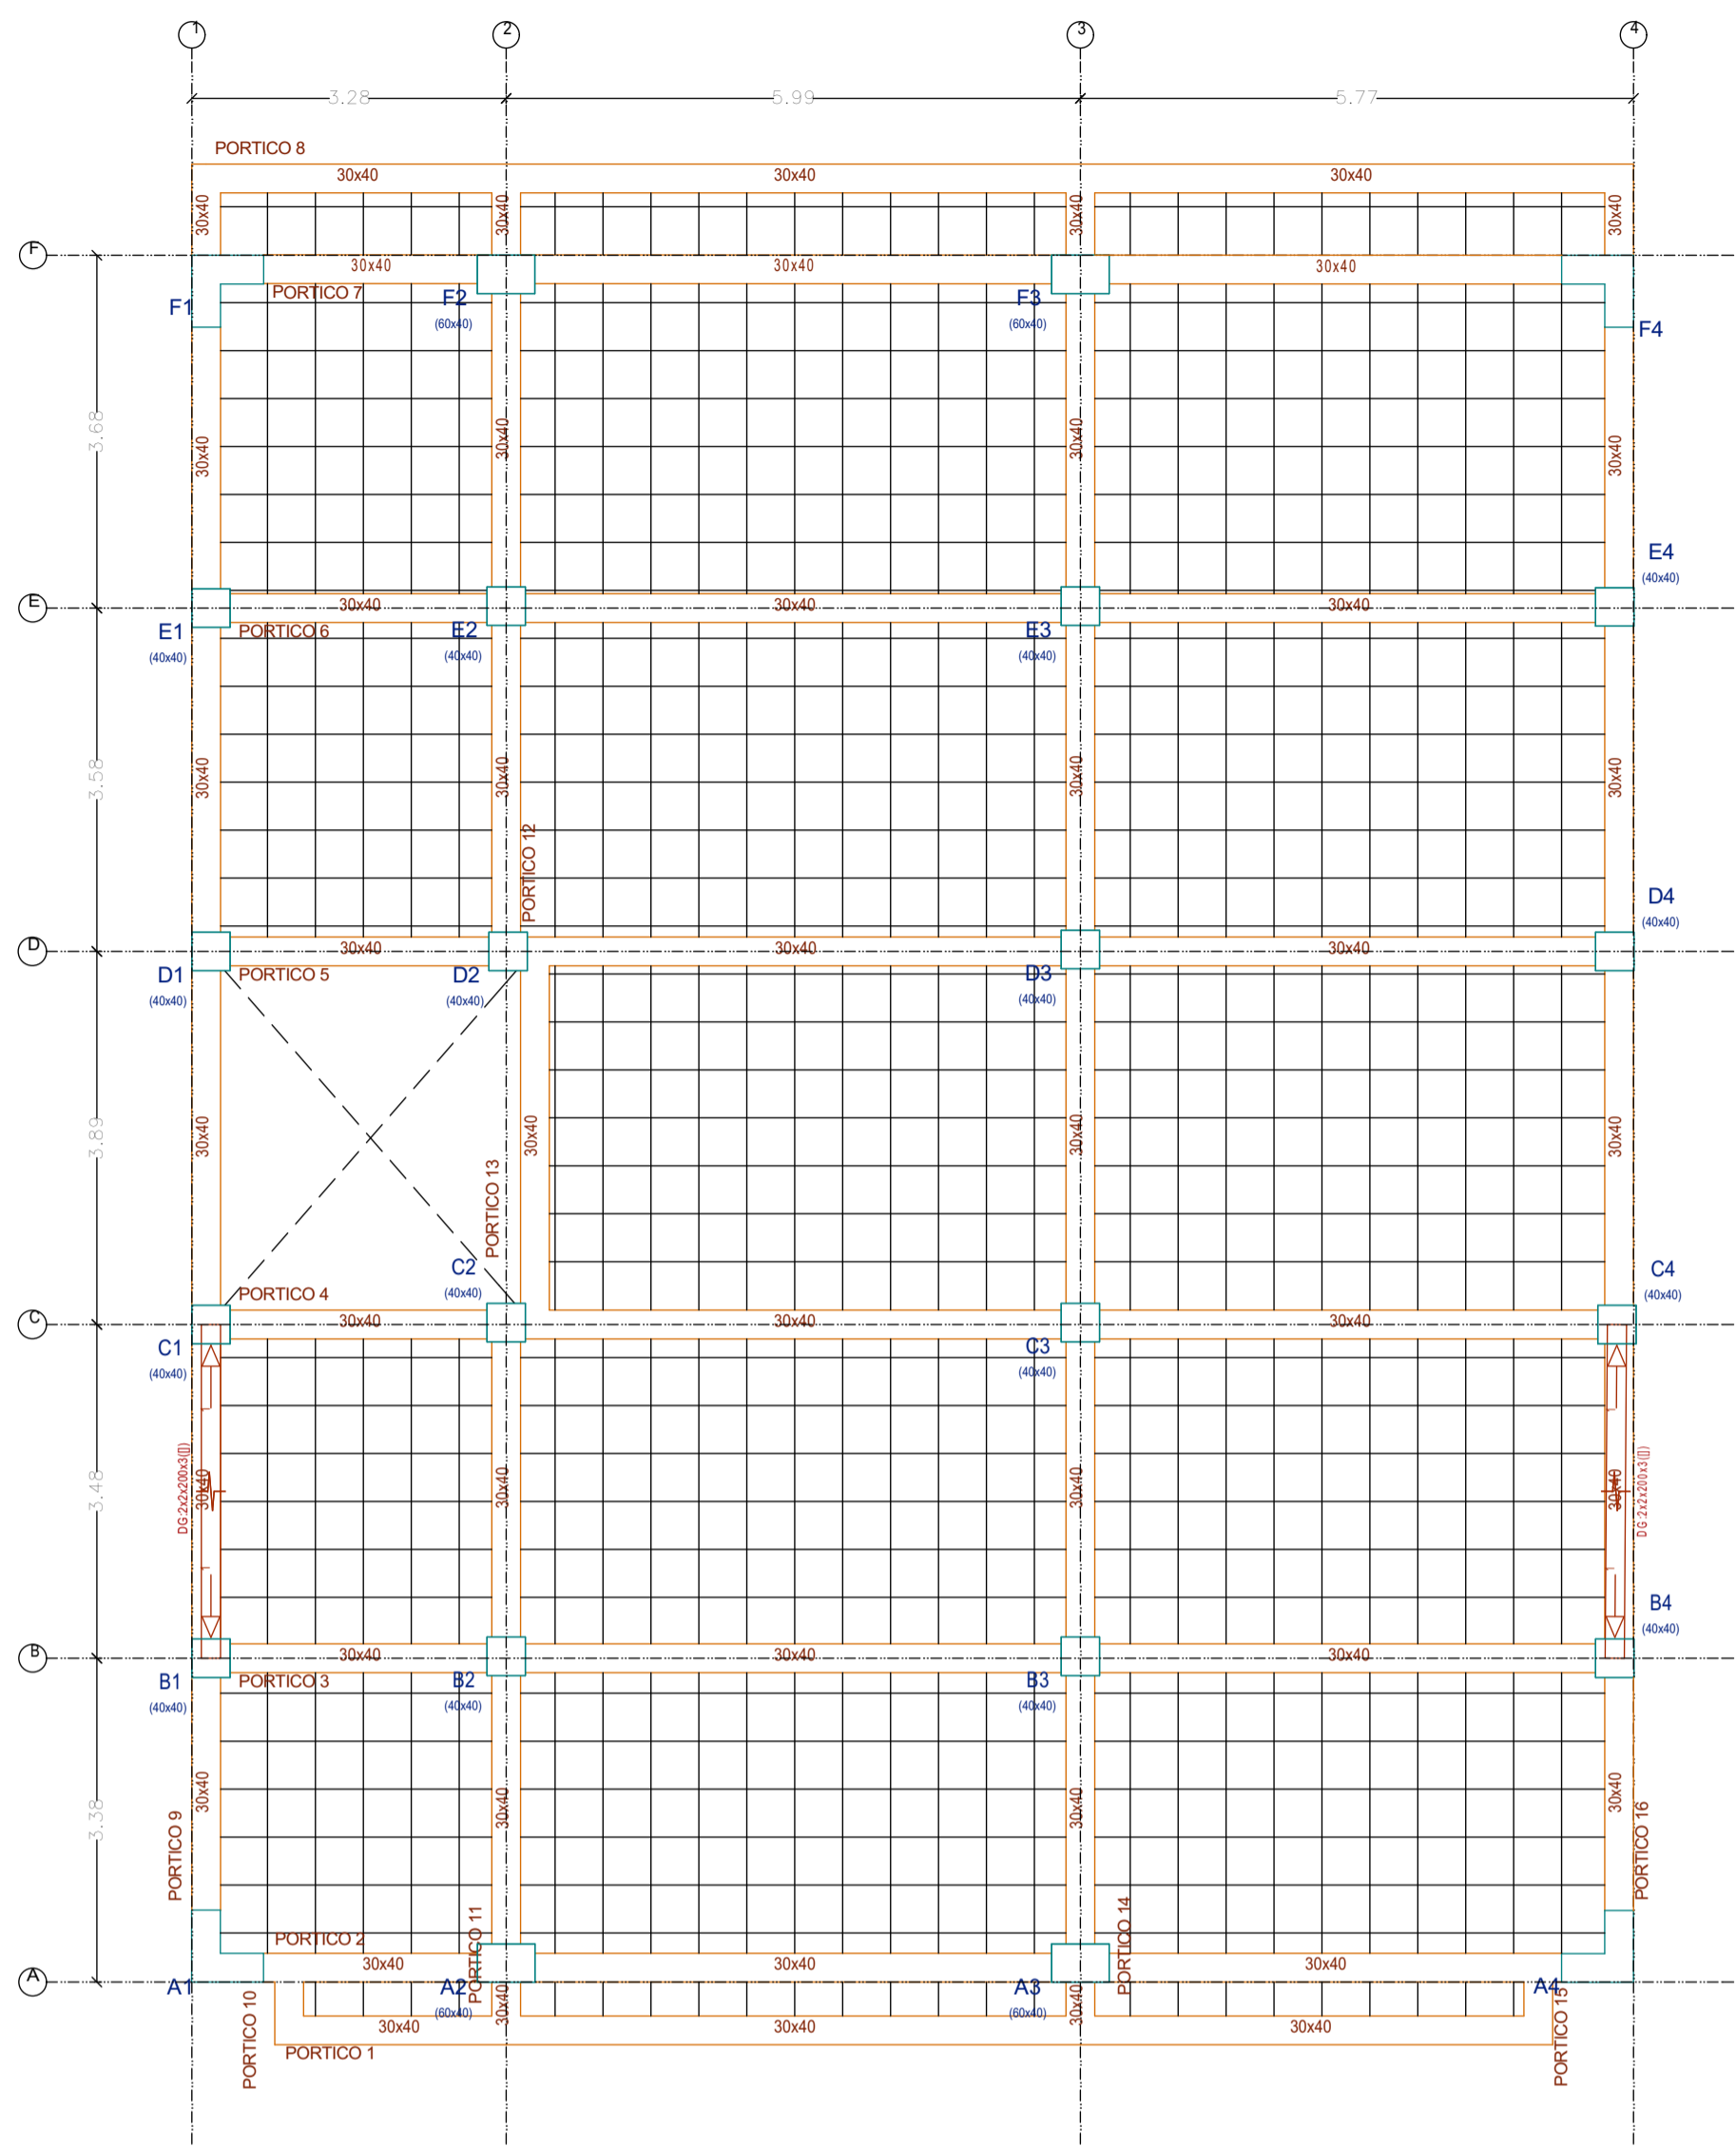 1 2 3 4
3.28 5.99 5.77
PORTICO 8
30x40 30x40 30x40
30x40 30x40 30x40 30x40
F
30x40 30x40 30x40
PORTICO 7
F1 F2 F3 F4
(60x40) (60x40)
3.68
30x40 30x40 30x40 30x40
E4
(40x40)
E
30x40 30x40 30x40
PORTICO 6
E1 E2 E3
(40x40) (40x40) (40x40)
3.58
30x40 30x40 30x40 30x40
PORTICO 12
D4
(40x40)
D
30x40 30x40 30x40
PORTICO 5
D1 D2 D3
(40x40) (40x40) (40x40)
3.89
30x40 30x40 30x40 30x40
PORTICO 13
C2 C4
(40x40) (40x40)
PORTICO 4
C
30x40 30x40 30x40
C1 C3
(40x40) (40x40)
3.48
DG:2x2x200x3([])
30x40 30x40 30x40 30x40
DG:2x2x200x3([])
B4
(40x40)
B
30x40 30x40 30x40
PORTICO 3
B1 B2 B3
(40x40) (40x40) (40x40)
3.38
30x40 30x40 30x40 30x40
PORTICO 9
PORTICO 16
PORTICO 2
PORTICO 11
PORTICO 14
30x40 30x40 30x40
A
A1 A2 A3 A4
(60x40) (60x40)
30x40 30x40
PORTICO 10
PORTICO 15
30x40 30x40 30x40
PORTICO 1